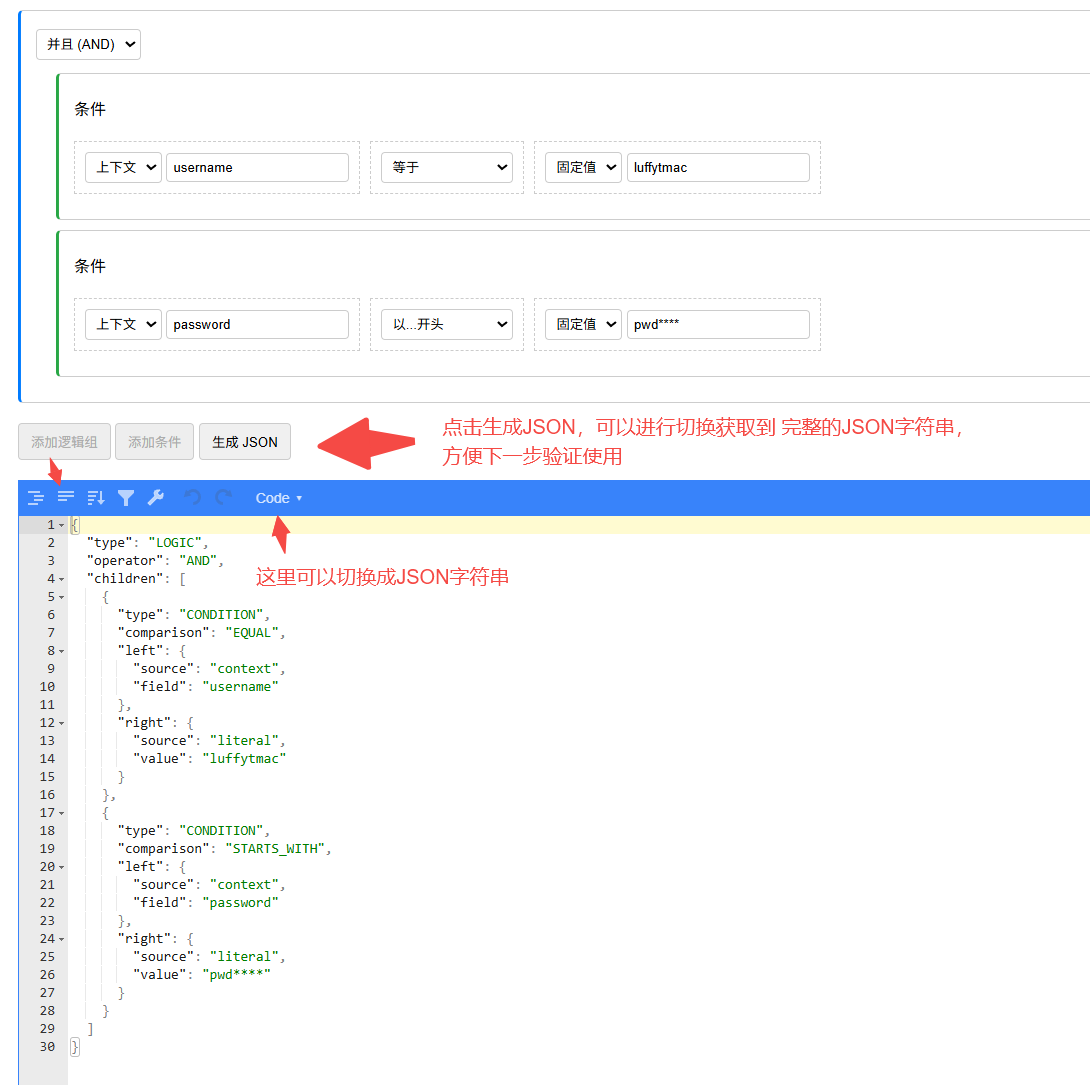 并且 (AND)
条件
上下文 username 等于 固定值 luffytmac
条件
上下文 password 以...开头 固定值 pwd****
添加逻辑组 添加条件 生成 JSON
点击生成JSON，可以进行切换获取到 完整的JSON字符串，
方便下一步验证使用
Code
这里可以切换成JSON字符串
1 {
2 "type": "LOGIC",
3 "operator": "AND",
4 "children": [
5 {
6 "type": "CONDITION",
7 "comparison": "EQUAL",
8 "left": {
9 "source": "context",
10 "field": "username"
11 },
12 "right": {
13 "source": "literal",
14 "value": "luffytmac"
15 }
16 },
17 {
18 "type": "CONDITION",
19 "comparison": "STARTS_WITH",
20 "left": {
21 "source": "context",
22 "field": "password"
23 },
24 "right": {
25 "source": "literal",
26 "value": "pwd****"
27 }
28 }
29 ]
30 }